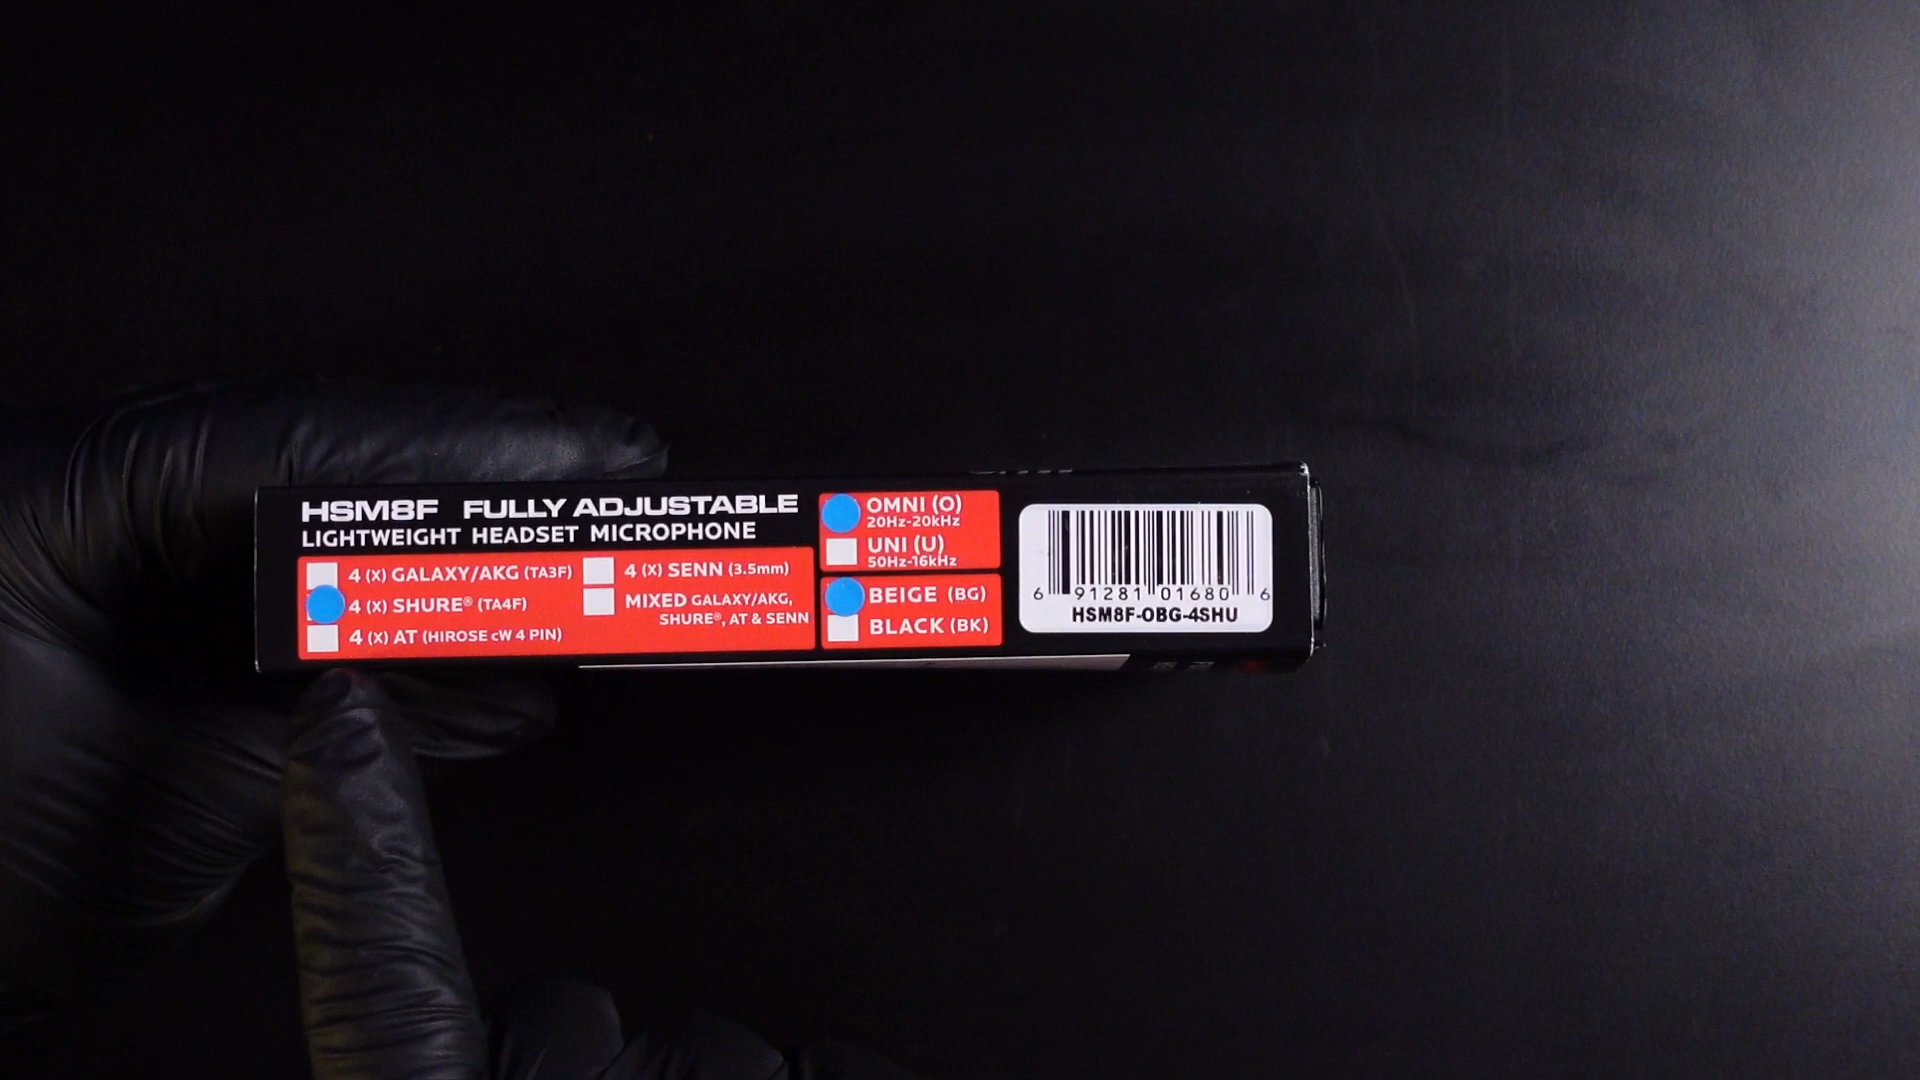 HSM8F FULLY ADJUSTABLE
LIGHTWEIGHT HEADSET MICROPHONE
4 (X) GALAXY/AKG (TA3F)
4 (X) SHURE® (TA4F)
4 (X) AT (HIROSE cW 4 PIN)
4 (X) SENN (3.5mm)
MIXED GALAXY/AKG,
SHURE®, AT & SENN
OMNI (O)
20Hz-20kHz
UNI (U)
50Hz-16kHz
BEIGE (BG)
BLACK (BK)
6 91281 01680 6
HSM8F-OBG-4SHU